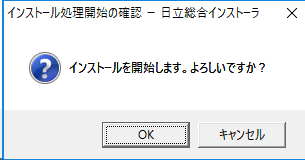 インストール処理開始の確認 － 日立総合インストーラ
インストールを開始します。よろしいですか？
OK
キャンセル